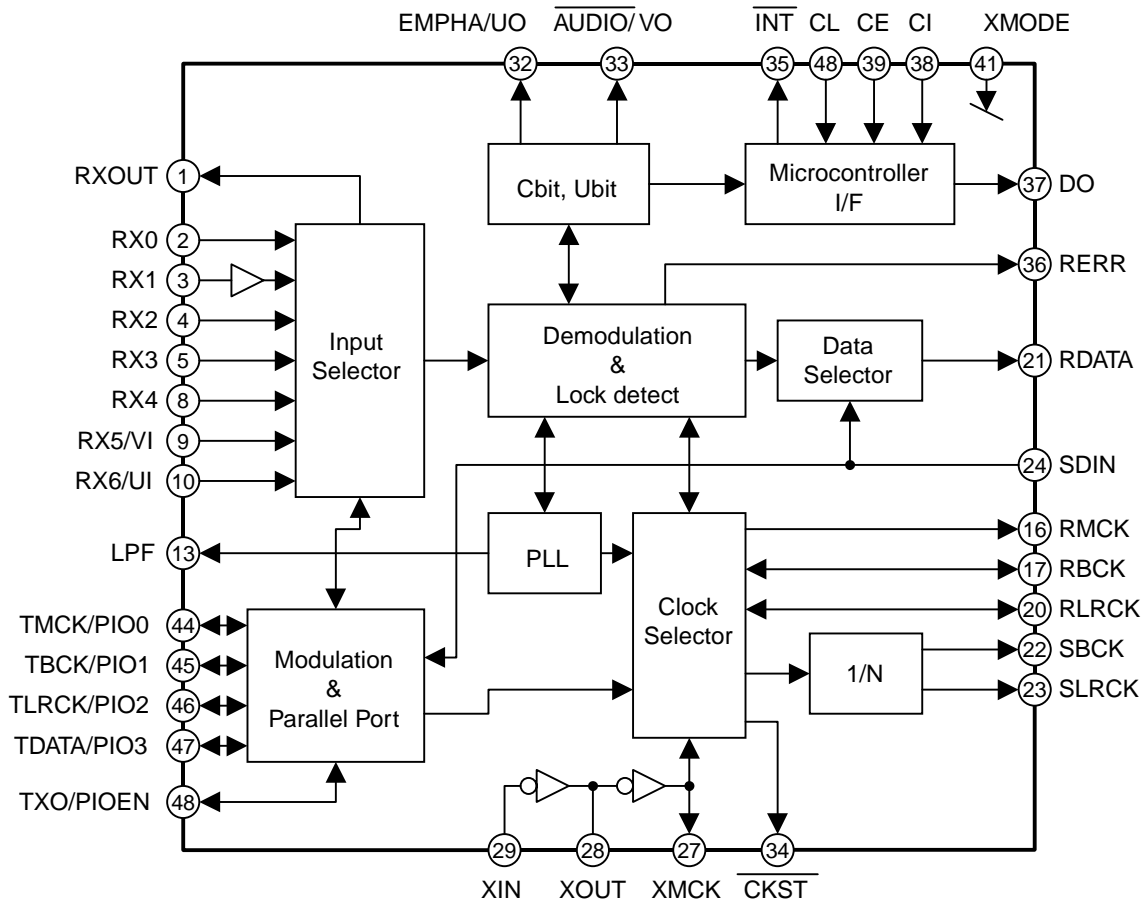 EMPHA/UO
AUDIO/VO
INT
CL
CE
CI
XMODE
32
33
35
48
39
38
41
RXOUT
1
Cbit, Ubit
Microcontroller
I/F
37
DO
RX0
2
RX1
3
RX2
4
RX3
5
RX4
8
RX5/VI
9
RX6/UI
10
Input
Selector
Demodulation
&
Lock detect
Data
Selector
36
RERR
21
RDATA
24
SDIN
LPF
13
PLL
Clock
Selector
16
RMCK
17
RBCK
20
RLRCK
22
SBCK
23
SLRCK
1/N
TMCK/PIO0
44
TBCK/PIO1
45
TLRCK/PIO2
46
TDATA/PIO3
47
TXO/PIOEN
48
Modulation
&
Parallel Port
29
28
27
34
XIN
XOUT
XMCK
CKST